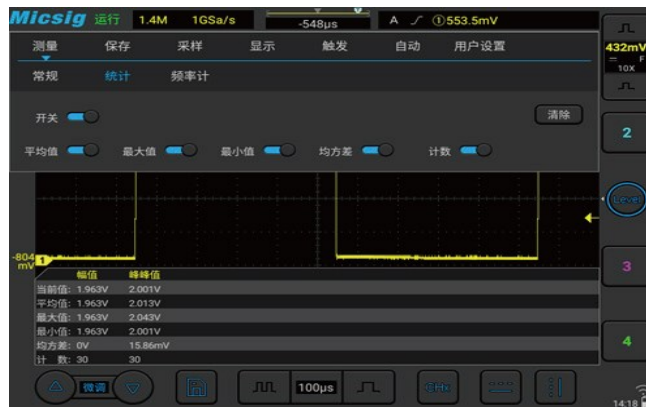 Micsig 运行 1.4M 1GSa/s -548μs A ①553.5mV
测量 保存 采样 显示 触发 自动 用户设置
432mV
F
10X
常规 统计 频率计
开关 清除
2
平均值 最大值 最小值 均方差 计数
Level
-804
mV
1
3
幅值 峰峰值
当前值: 1.963V 2.001V
平均值: 1.963V 2.013V
最大值: 1.963V 2.043V
最小值: 1.963V 2.001V
均方差: 0V 15.86mV
计 数: 30 30
4
微调 100μs CHx
14:18